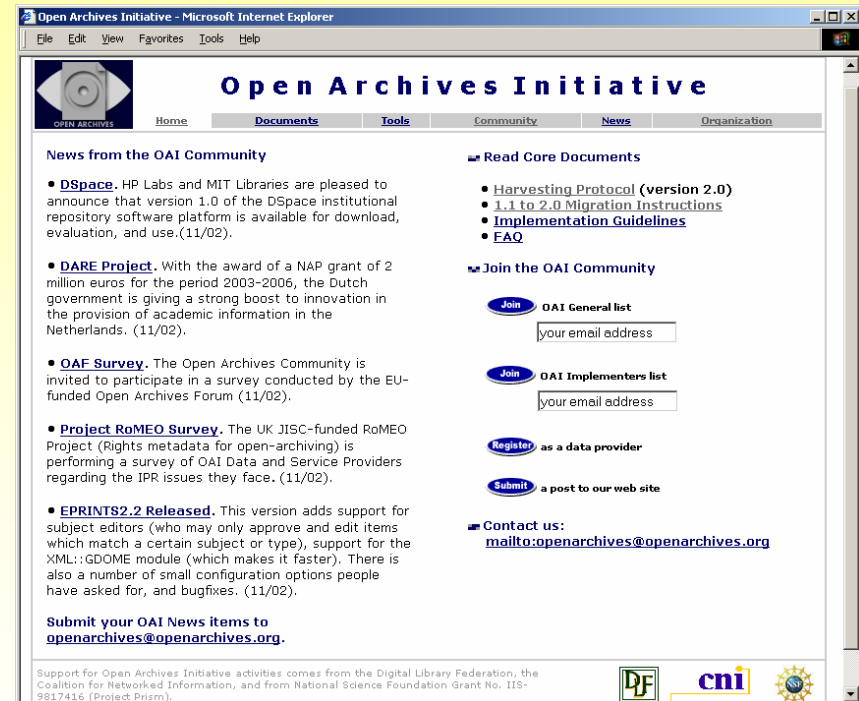 Open Archives Initiative - Microsoft Internet Explorer
File Edit View Favorites Tools Help
OPEN ARCHIVES
Open Archives Initiative
Home Documents Tools Community News Organization
News from the OAI Community
• DSpace. HP Labs and MIT Libraries are pleased to
announce that version 1.0 of the DSpace institutional
repository software platform is available for download,
evaluation, and use.(11/02).
• DARE Project. With the award of a NAP grant of 2
million euros for the period 2003-2006, the Dutch
government is giving a strong boost to innovation in
the provision of academic information in the
Netherlands. (11/02).
• OAF Survey. The Open Archives Community is
invited to participate in a survey conducted by the EU-
funded Open Archives Forum (11/02).
• Project RoMEO Survey. The UK JISC-funded RoMEO
Project (Rights metadata for open-archiving) is
performing a survey of OAI Data and Service Providers
regarding the IPR issues they face. (11/02).
• EPRINTS2.2 Released. This version adds support for
subject editors (who may only approve and edit items
which match a certain subject or type), support for the
XML::GDOME module (which makes it faster). There is
also a number of small configuration options people
have asked for, and bugfixes. (11/02).
Submit your OAI News items to
openarchives@openarchives.org.
Read Core Documents
• Harvesting Protocol (version 2.0)
• 1.1 to 2.0 Migration Instructions
• Implementation Guidelines
• FAQ
Join the OAI Community
Join OAI General list
your email address
Join OAI Implementers list
your email address
Register as a data provider
Submit a post to our web site
Contact us:
mailto:openarchives@openarchives.org
Support for Open Archives Initiative activities comes from the Digital Library Federation, the
Coalition for Networked Information, and from National Science Foundation Grant No. IIS-
9817416 (Project Prism).
DLF
cni
NSF